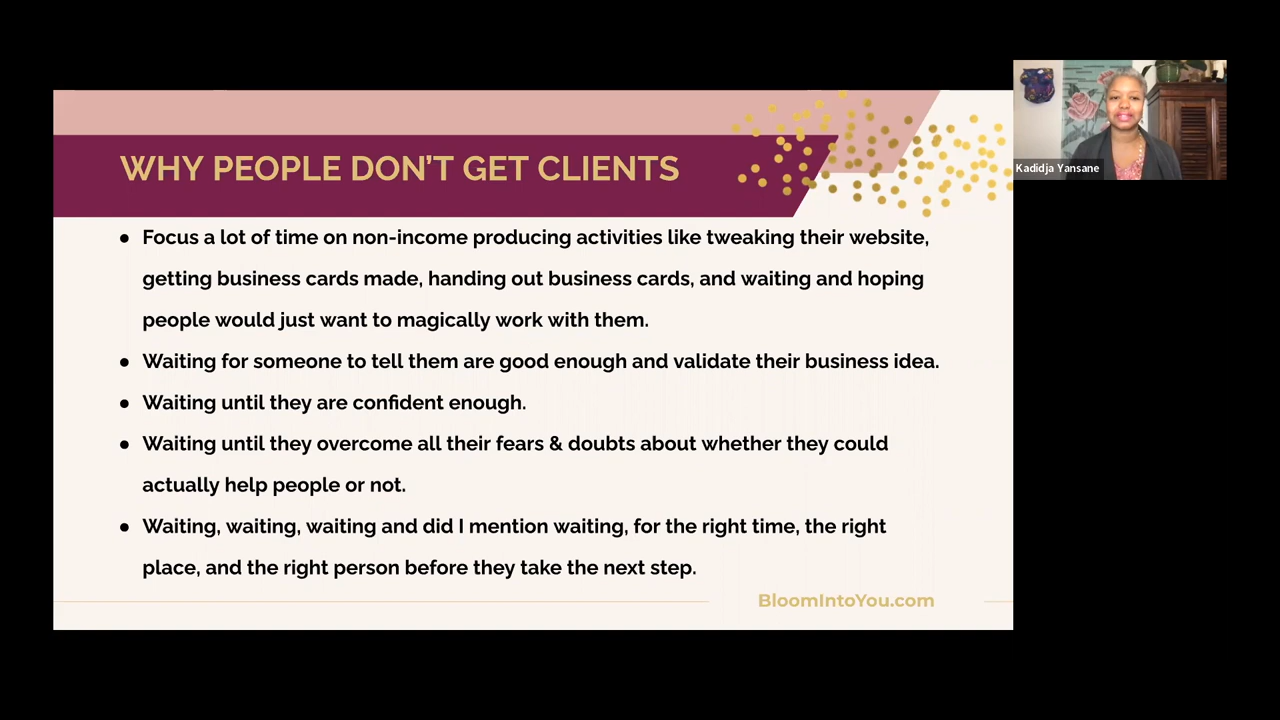 WHY PEOPLE DON’T GET CLIENTS
● Focus a lot of time on non-income producing activities like tweaking their website,
getting business cards made, handing out business cards, and waiting and hoping
people would just want to magically work with them.
● Waiting for someone to tell them are good enough and validate their business idea.
● Waiting until they are confident enough.
● Waiting until they overcome all their fears & doubts about whether they could
actually help people or not.
● Waiting, waiting, waiting and did I mention waiting, for the right time, the right
place, and the right person before they take the next step.
BloomIntoYou.com
Kadidja Yansane